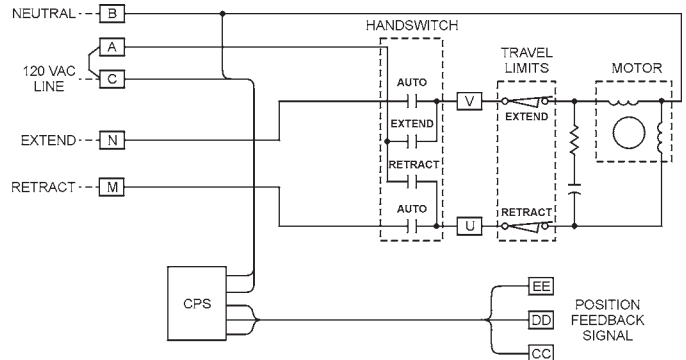 NEUTRAL
B
HANDSWITCH
A
120 VAC
LINE
C
TRAVEL
LIMITS
MOTOR
AUTO
V
EXTEND
EXTEND
EXTEND
N
RETRACT
RETRACT
M
AUTO
U
RETRACT
CPS
EE
DD
CC
POSITION
FEEDBACK
SIGNAL